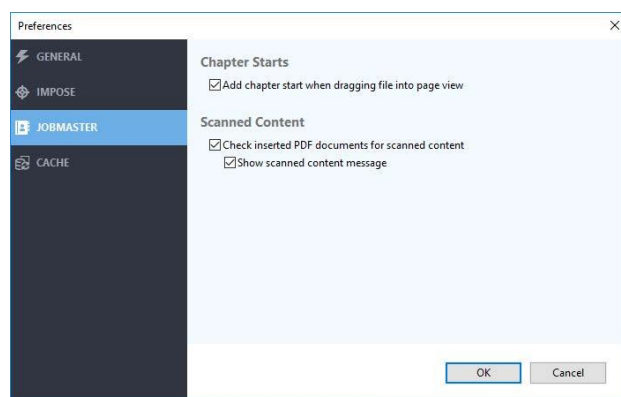 Preferences
GENERAL
IMPOSE
JOBMASTER
CACHE
Chapter Starts
Add chapter start when dragging file into page view
Scanned Content
Check inserted PDF documents for scanned content
Show scanned content message
OK
Cancel